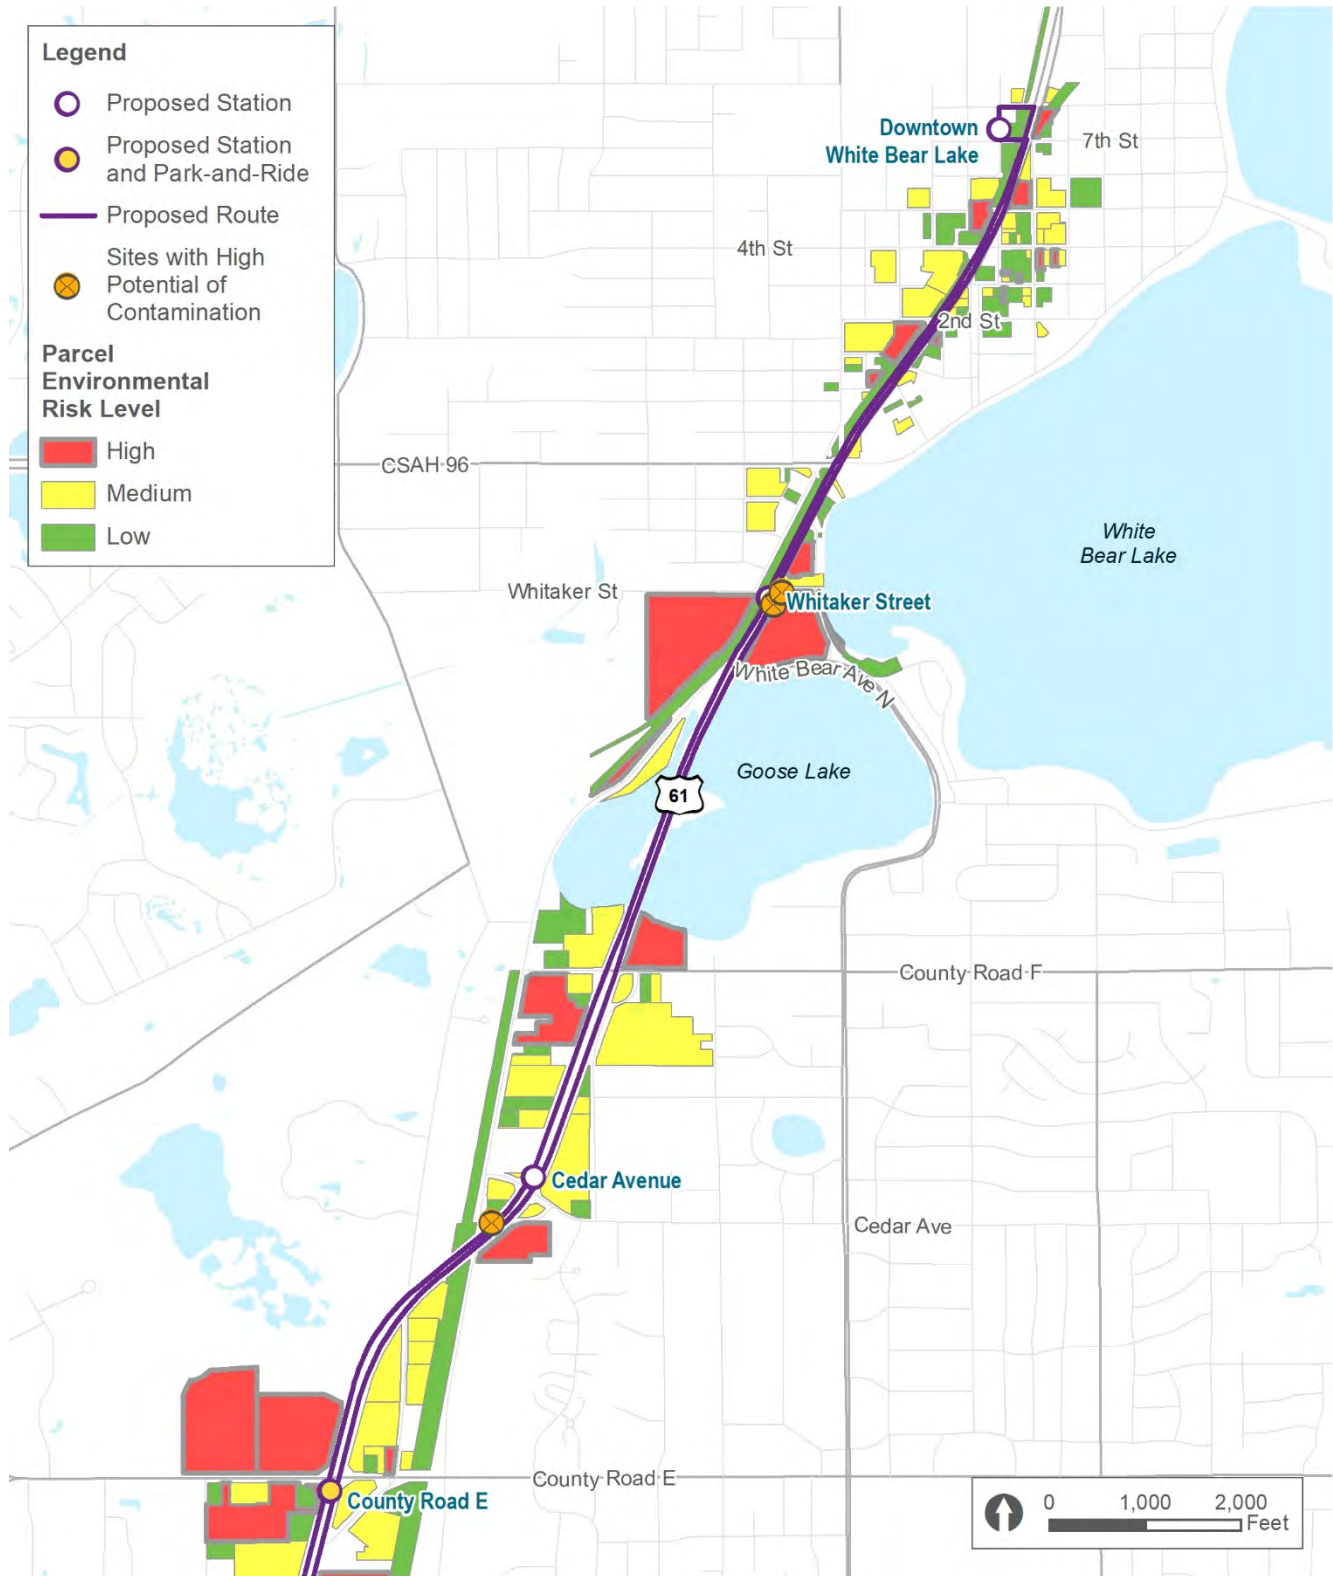 Legend
Proposed Station
Proposed Station
and Park-and-Ride
Proposed Route
Sites with High
Potential of
Contamination
Parcel
Environmental
Risk Level
High
Medium
Low
Downtown
White Bear Lake
7th St
4th St
2nd St
CSAH 96
White
Bear Lake
Whitaker St
Whitaker Street
White Bear Ave N
Goose Lake
61
County Road F
Cedar Avenue
Cedar Ave
County Road E
County Road E
0 1,000 2,000
Feet